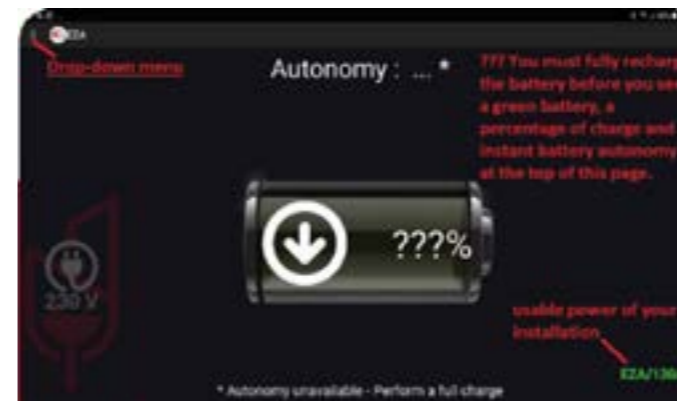 EZA
Drop-down menu
Autonomy : ... *
??? You must fully recharg
the battery before you see
a green battery, a
percentage of charge and
instant battery autonomy
at the top of this page.
???%
230 V
usable power of your
installation
* Autonomy unavailable - Perform a full charge